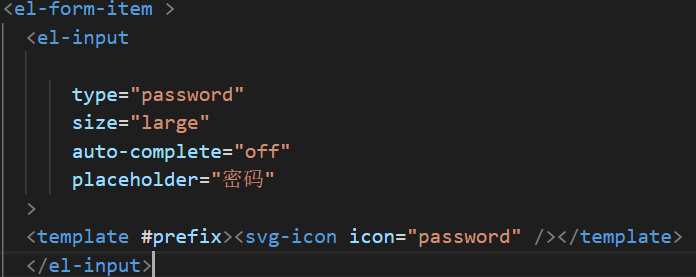 <el-form-item >
<el-input
type="password"
size="large"
auto-complete="off"
placeholder="密码"
>
<template #prefix><svg-icon icon="password" /></template>
</el-input>